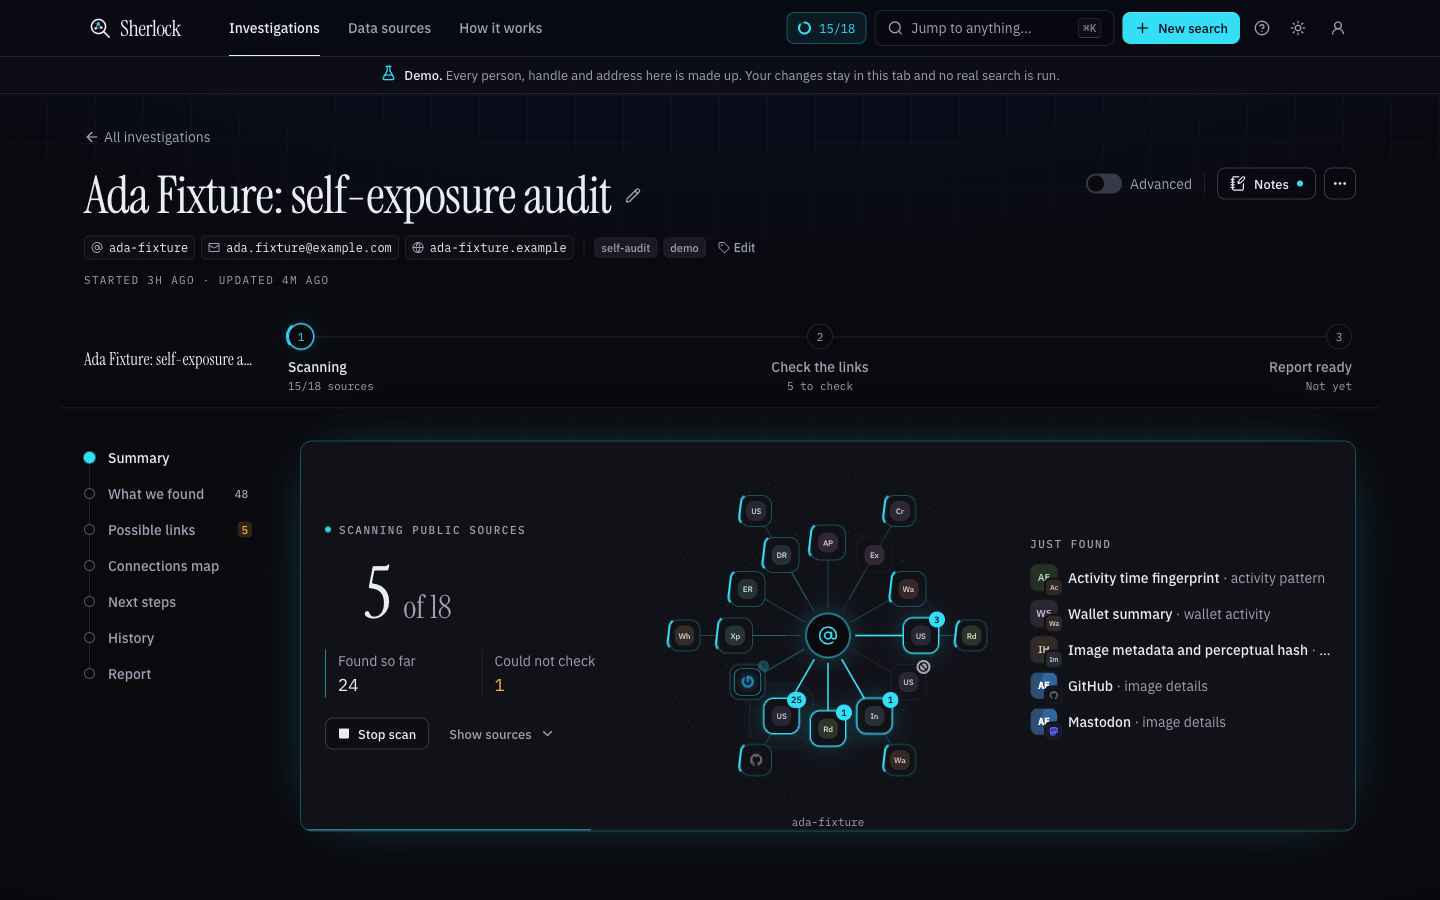 Sherlock
Investigations
Data sources
How it works
15/18
Jump to anything...
⌘K
New search
Demo. Every person, handle and address here is made up. Your changes stay in this tab and no real search is run.
All investigations
Ada Fixture: self-exposure audit
Advanced
Notes
ada-fixture
ada.fixture@example.com
ada-fixture.example
self-audit
demo
Edit
STARTED 3H AGO · UPDATED 4M AGO
Ada Fixture: self-exposure a...
1
Scanning
15/18 sources
2
Check the links
5 to check
3
Report ready
Not yet
Summary
What we found 48
Possible links 5
Connections map
Next steps
History
Report
SCANNING PUBLIC SOURCES
5 of 18
Found so far
24
Could not check
1
Stop scan
Show sources
US
Cr
DR
AP
Ex
ER
Wa
Wh
Xp
US
3
Rd
US
US
25
Rd
1
In
1
Wa
ada-fixture
JUST FOUND
Ac
Activity time fingerprint · activity pattern
Wa
Wallet summary · wallet activity
Im
Image metadata and perceptual hash · ...
GitHub · image details
Mastodon · image details